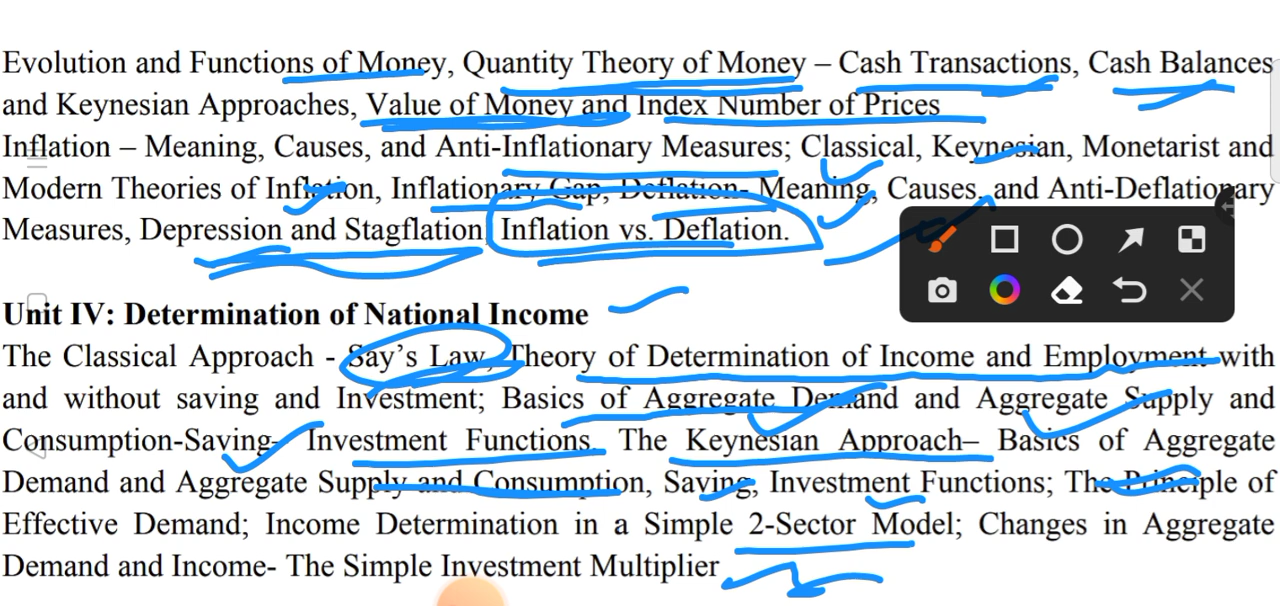 Evolution and Functions of Money, Quantity Theory of Money – Cash Transactions, Cash Balances
and Keynesian Approaches, Value of Money and Index Number of Prices
Inflation – Meaning, Causes, and Anti-Inflationary Measures; Classical, Keynesian, Monetarist and
Modern Theories of Inflation, Inflationary Gap, Deflation- Meaning, Causes, and Anti-Deflationary
Measures, Depression and Stagflation, Inflation vs. Deflation.
Unit IV: Determination of National Income
The Classical Approach - Say's Law, Theory of Determination of Income and Employment with
and without saving and Investment; Basics of Aggregate Demand and Aggregate Supply and
Consumption-Saving- Investment Functions. The Keynesian Approach– Basics of Aggregate
Demand and Aggregate Supply and Consumption, Saving, Investment Functions; The Principle of
Effective Demand; Income Determination in a Simple 2-Sector Model; Changes in Aggregate
Demand and Income- The Simple Investment Multiplier